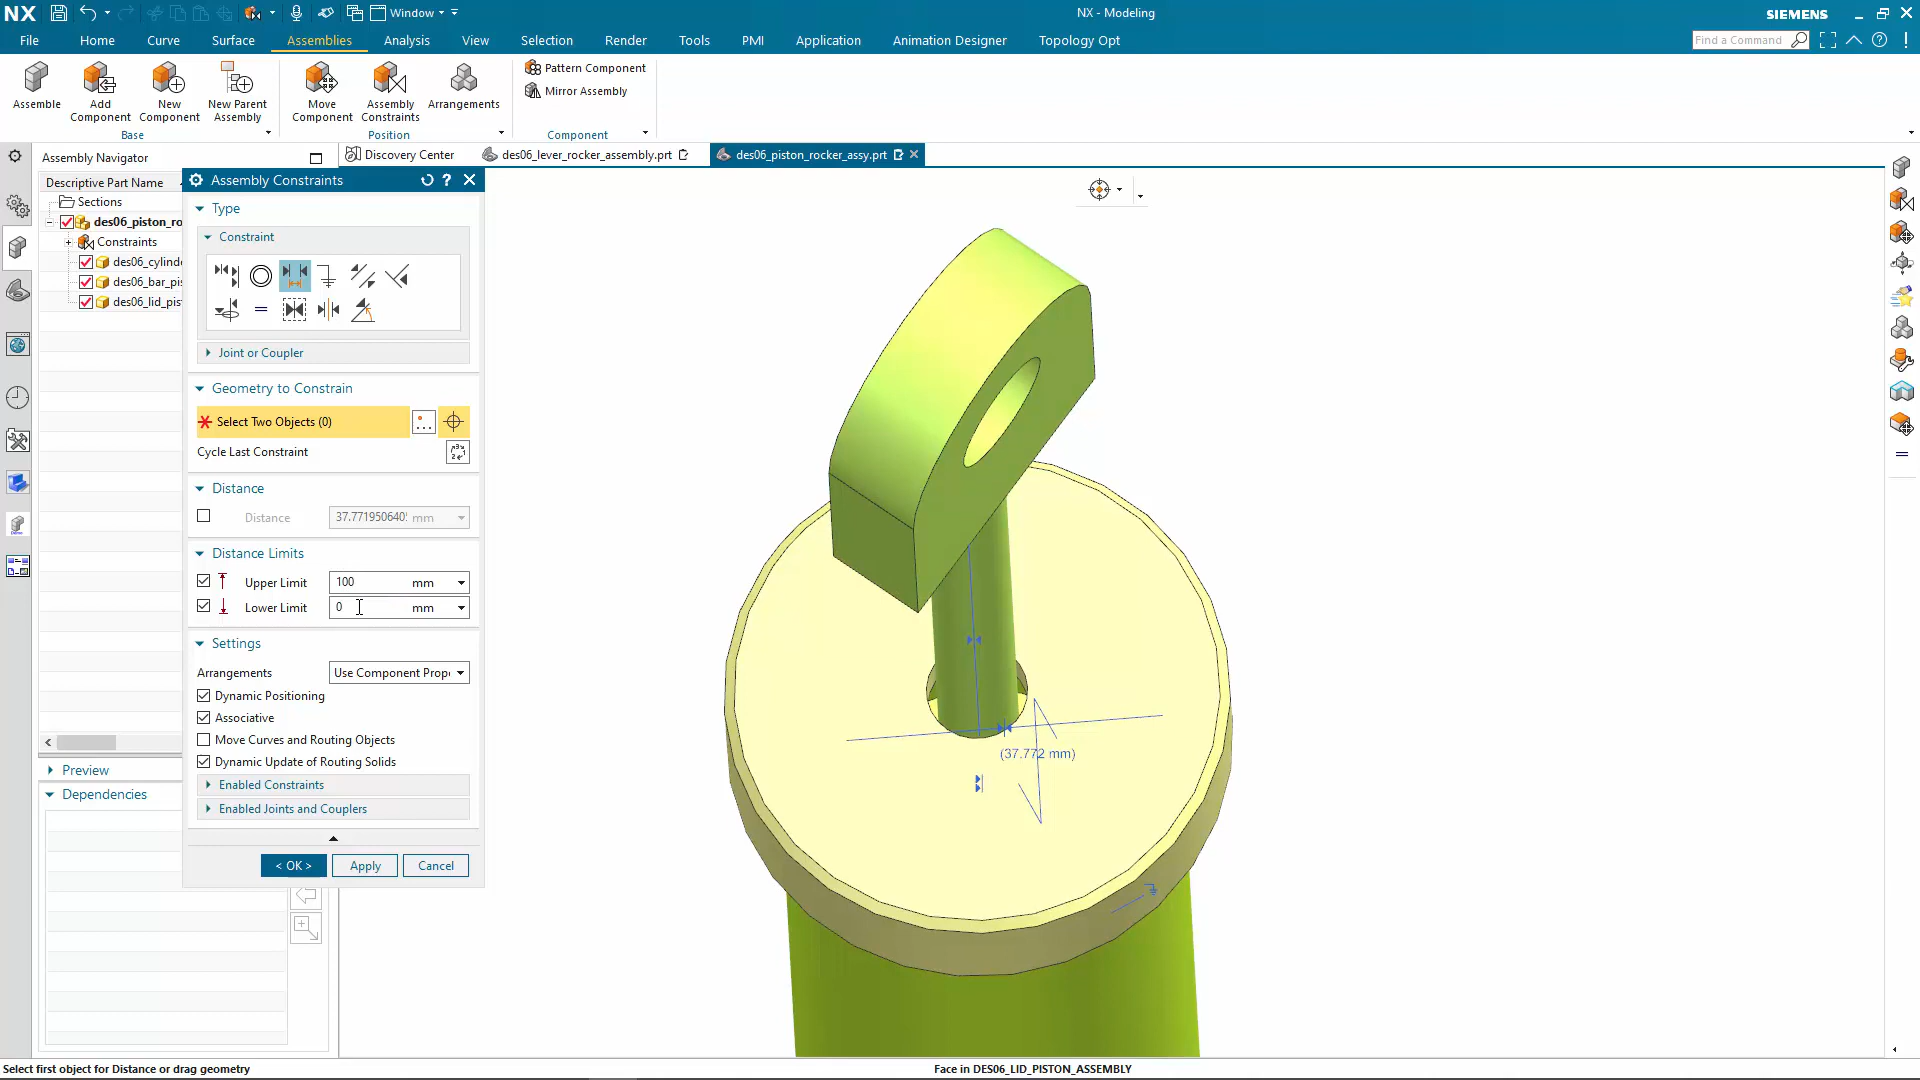 NX
Window
NX - Modeling
SIEMENS
File
Home
Curve
Surface
Assemblies
Analysis
View
Selection
Render
Tools
PMI
Application
Animation Designer
Topology Opt
Find a Command
Assemble
Add Component
New Component
New Parent Assembly
Move Component
Assembly Constraints
Arrangements
Pattern Component
Mirror Assembly
Base
Position
Component
Assembly Navigator
Discovery Center
des06_lever_rocker_assembly.prt
des06_piston_rocker_assy.prt
Descriptive Part Name
Sections
des06_piston_ro
Constraints
des06_cylind
des06_bar_pi
des06_lid_pis
Assembly Constraints
Type
Constraint
Joint or Coupler
Geometry to Constrain
Select Two Objects (0)
Cycle Last Constraint
Distance
Distance 37.7719506405 mm
Distance Limits
Upper Limit 100 mm
Lower Limit 0 mm
Settings
Arrangements Use Component Prop
Dynamic Positioning
Associative
Move Curves and Routing Objects
Dynamic Update of Routing Solids
Enabled Constraints
Enabled Joints and Couplers
< OK >
Apply
Cancel
Preview
Dependencies
(37.772 mm)
Select first object for Distance or drag geometry
Face in DES06_LID_PISTON_ASSEMBLY